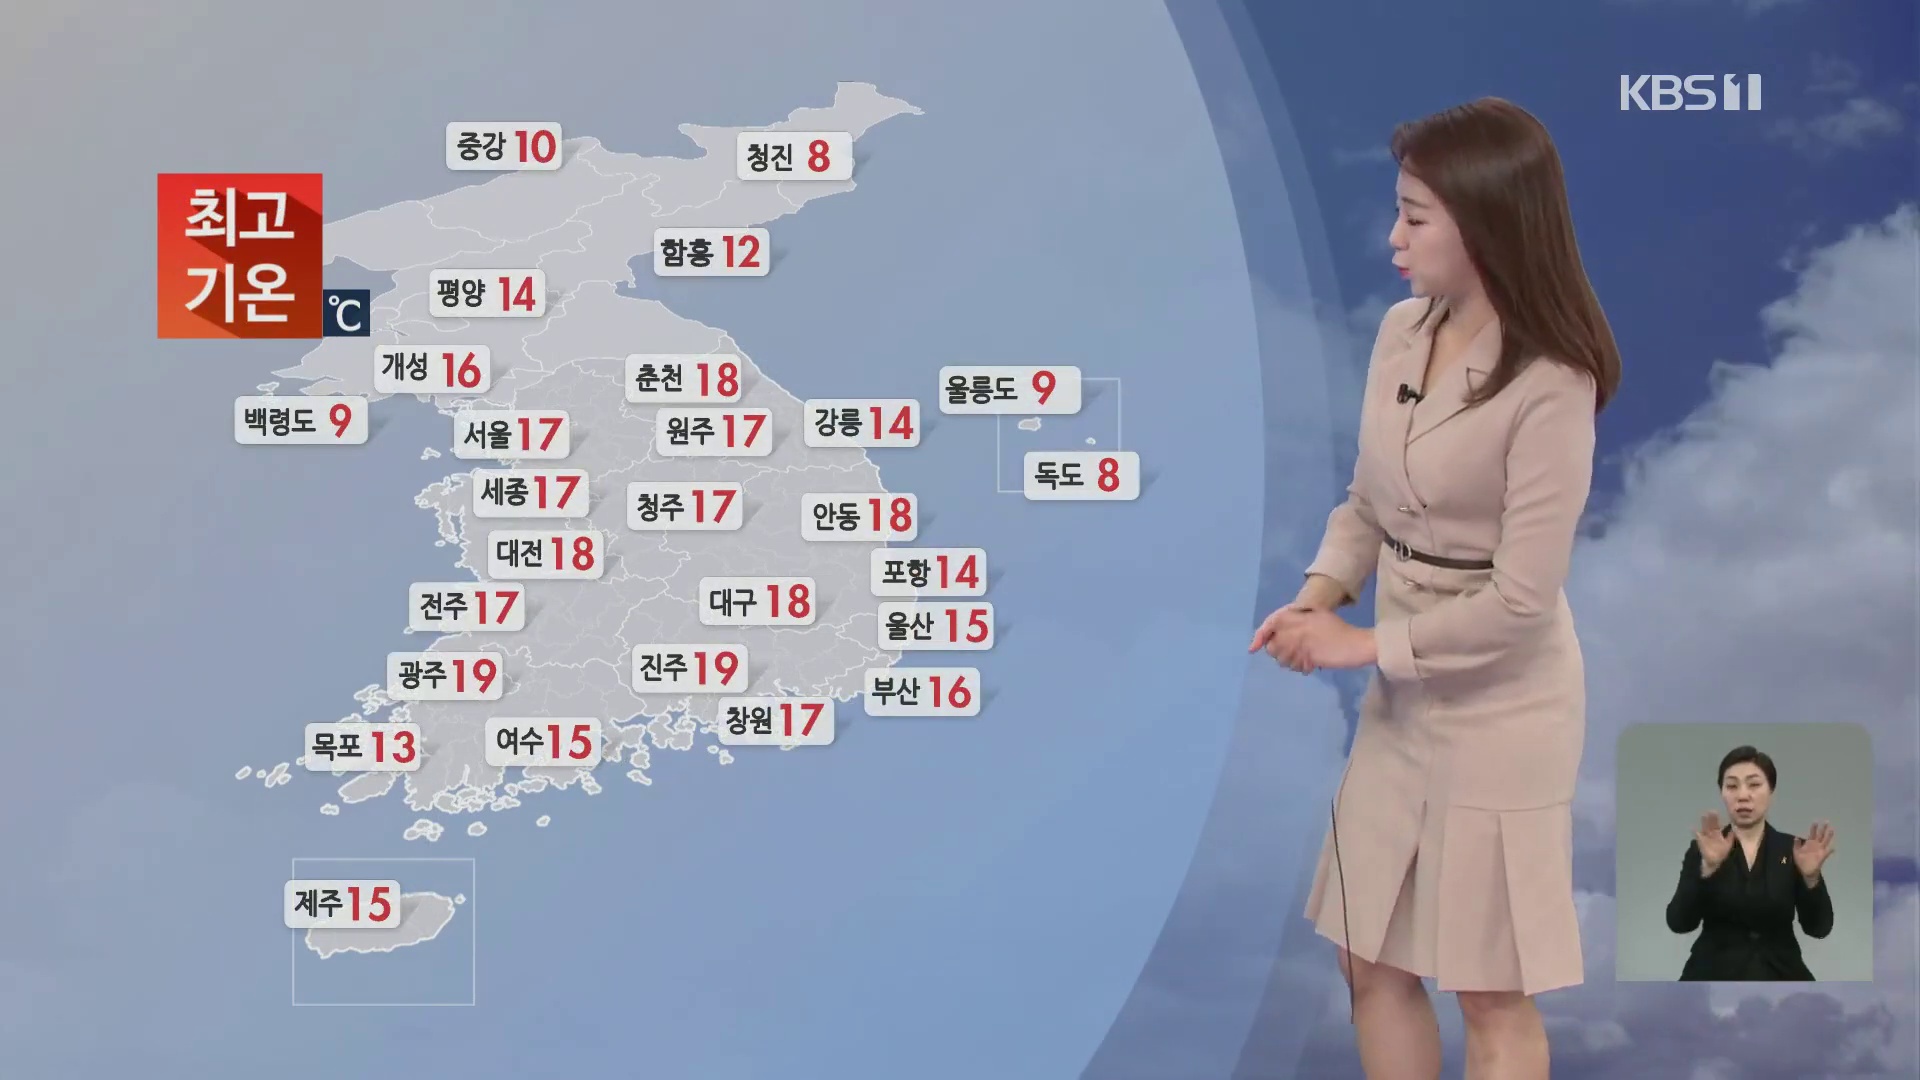 KBS 1
최고
기온
℃
중강 10
청진 8
함흥 12
평양 14
개성 16
춘천 18
울릉도 9
백령도 9
서울 17
원주 17
강릉 14
독도 8
세종 17
청주 17
안동 18
대전 18
포항 14
전주 17
대구 18
울산 15
광주 19
진주 19
부산 16
창원 17
목포 13
여수 15
제주 15